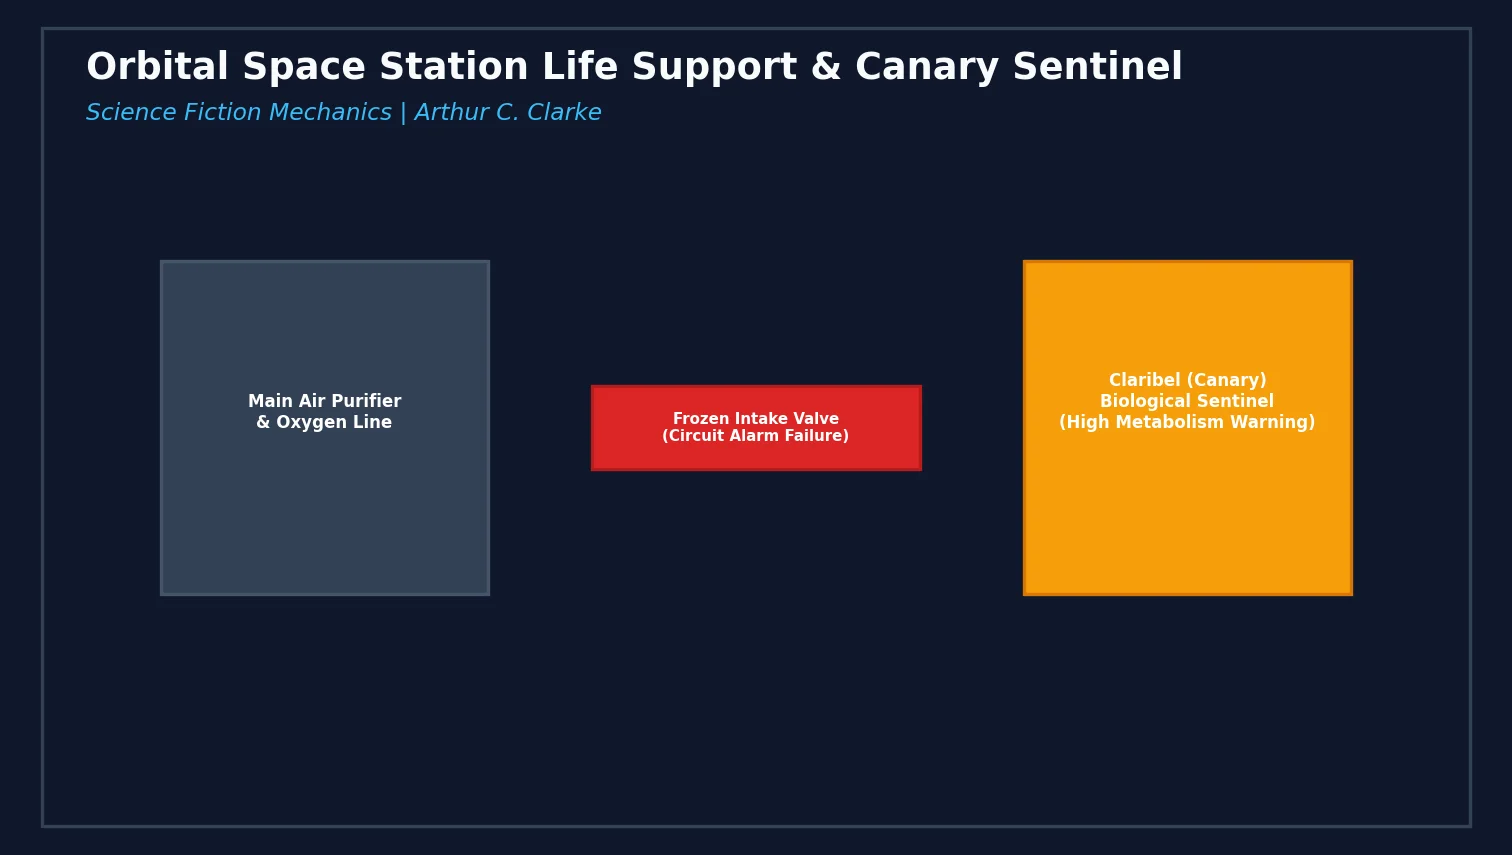 Orbital Space Station Life Support & Canary Sentinel
Science Fiction Mechanics | Arthur C. Clarke
Main Air Purifier
& Oxygen Line
Frozen Intake Valve
(Circuit Alarm Failure)
Claribel (Canary)
Biological Sentinel
(High Metabolism Warning)